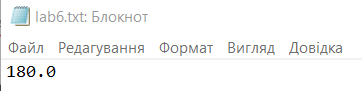 lab6.txt: Блокнот
Файл Редагування Формат Вигляд Довідка
180.0